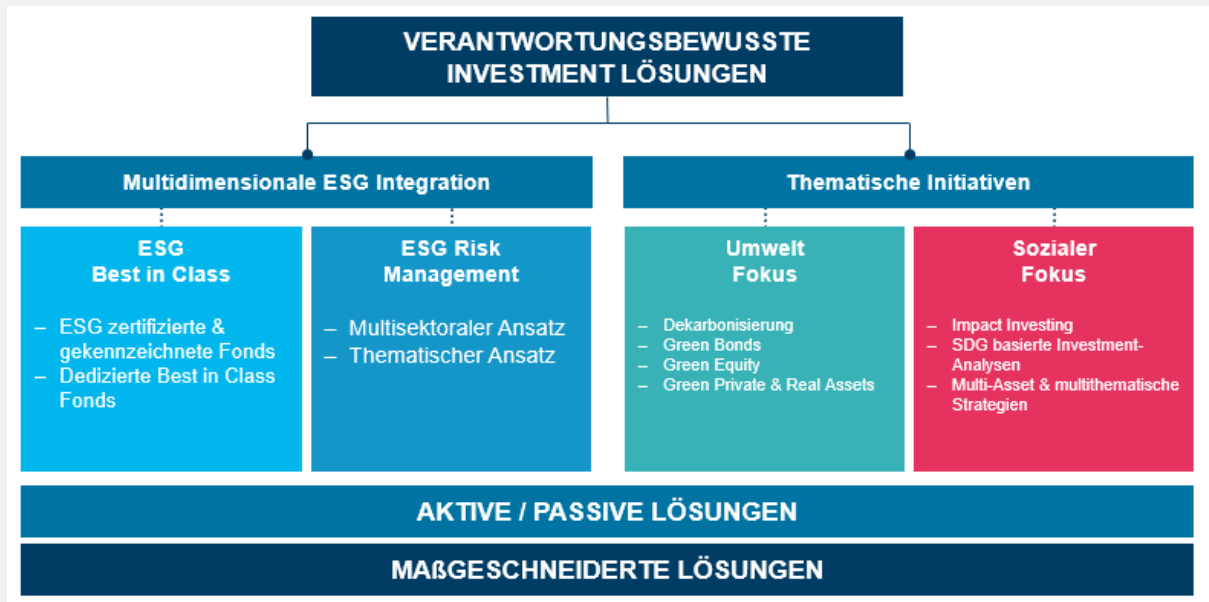 VERANTWORTUNGSBEWUSSTE
INVESTMENT LÖSUNGEN
Multidimensionale ESG Integration
Thematische Initiativen
ESG
Best in Class
– ESG zertifizierte &
gekennzeichnete Fonds
– Dedizierte Best in Class
Fonds
ESG Risk
Management
– Multisektoraler Ansatz
– Thematischer Ansatz
Umwelt
Fokus
– Dekarbonisierung
– Green Bonds
– Green Equity
– Green Private & Real Assets
Sozialer
Fokus
– Impact Investing
– SDG basierte Investment-
Analysen
– Multi-Asset & multithematische
Strategien
AKTIVE / PASSIVE LÖSUNGEN
MAßGESCHNEIDERTE LÖSUNGEN